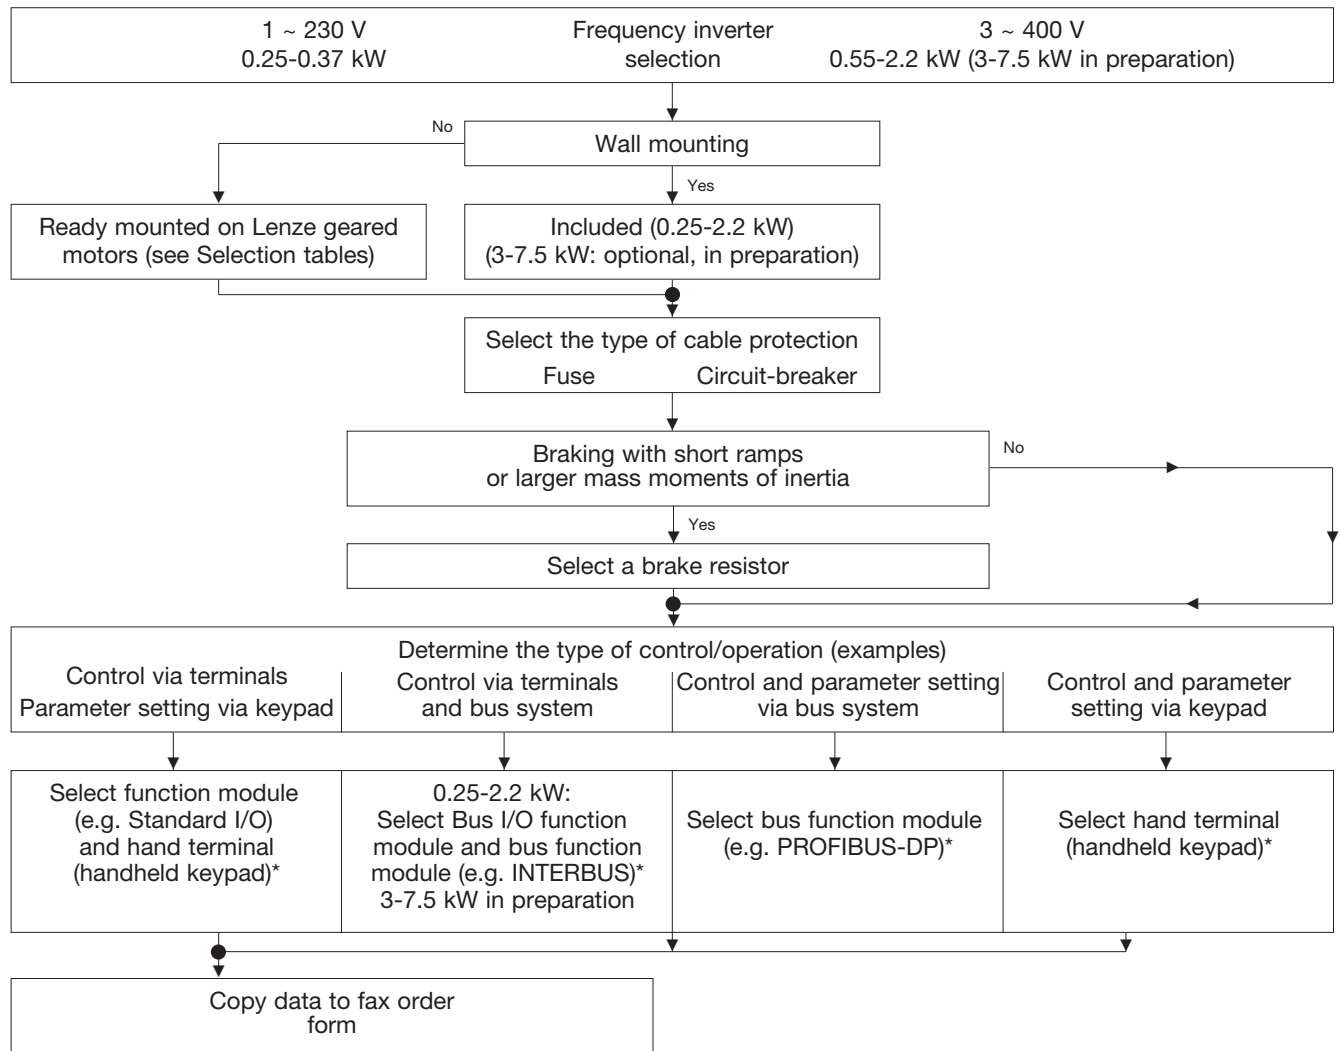 1 ~ 230 V
0.25-0.37 kW
Frequency inverter
selection
3 ~ 400 V
0.55-2.2 kW (3-7.5 kW in preparation)
No
Wall mounting
Yes
Ready mounted on Lenze geared
motors (see Selection tables)
Included (0.25-2.2 kW)
(3-7.5 kW: optional, in preparation)
Select the type of cable protection
Fuse Circuit-breaker
Braking with short ramps
or larger mass moments of inertia
No
Yes
Select a brake resistor
Determine the type of control/operation (examples)
Control via terminals
Parameter setting via keypad
Control via terminals
and bus system
Control and parameter setting
via bus system
Control and parameter
setting via keypad
Select function module
(e.g. Standard I/O)
and hand terminal
(handheld keypad)*
0.25-2.2 kW:
Select Bus I/O function
module and bus function
module (e.g. INTERBUS)*
3-7.5 kW in preparation
Select bus function module
(e.g. PROFIBUS-DP)*
Select hand terminal
(handheld keypad)*
Copy data to fax order
form